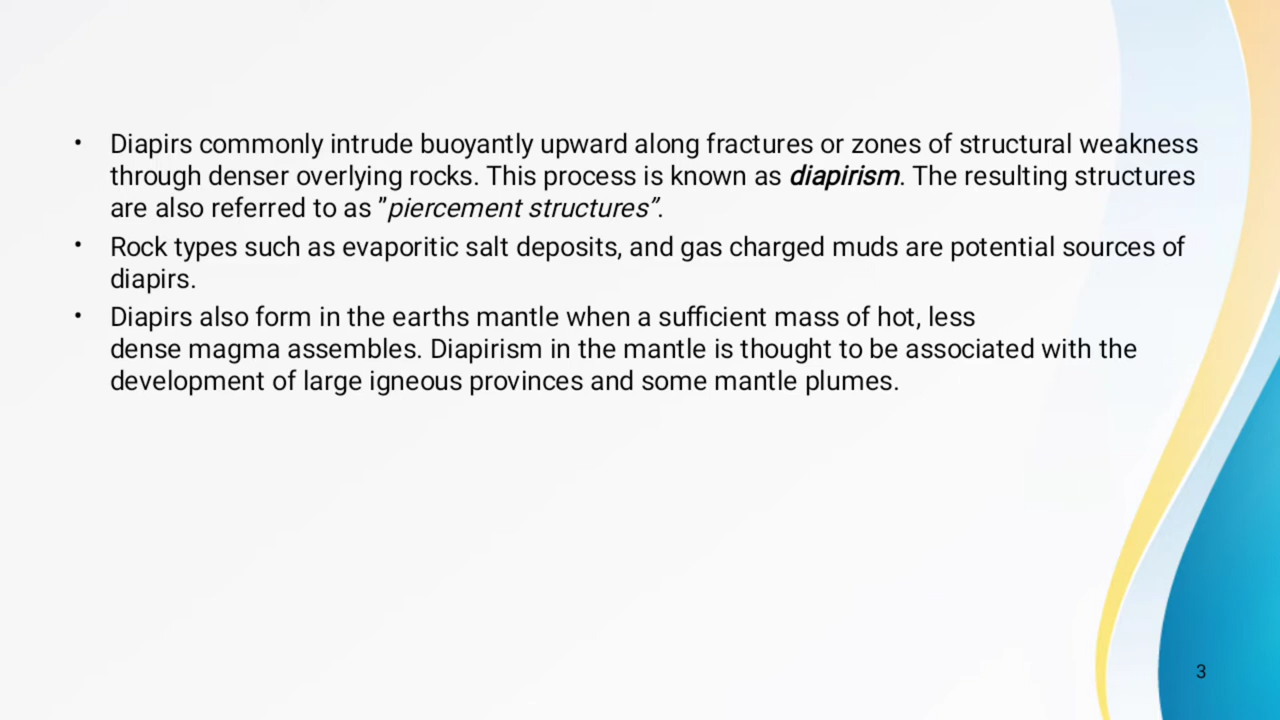 • Diapirs commonly intrude buoyantly upward along fractures or zones of structural weakness
through denser overlying rocks. This process is known as diapirism. The resulting structures
are also referred to as ”piercement structures”.
• Rock types such as evaporitic salt deposits, and gas charged muds are potential sources of
diapirs.
• Diapirs also form in the earths mantle when a sufficient mass of hot, less
dense magma assembles. Diapirism in the mantle is thought to be associated with the
development of large igneous provinces and some mantle plumes.
3